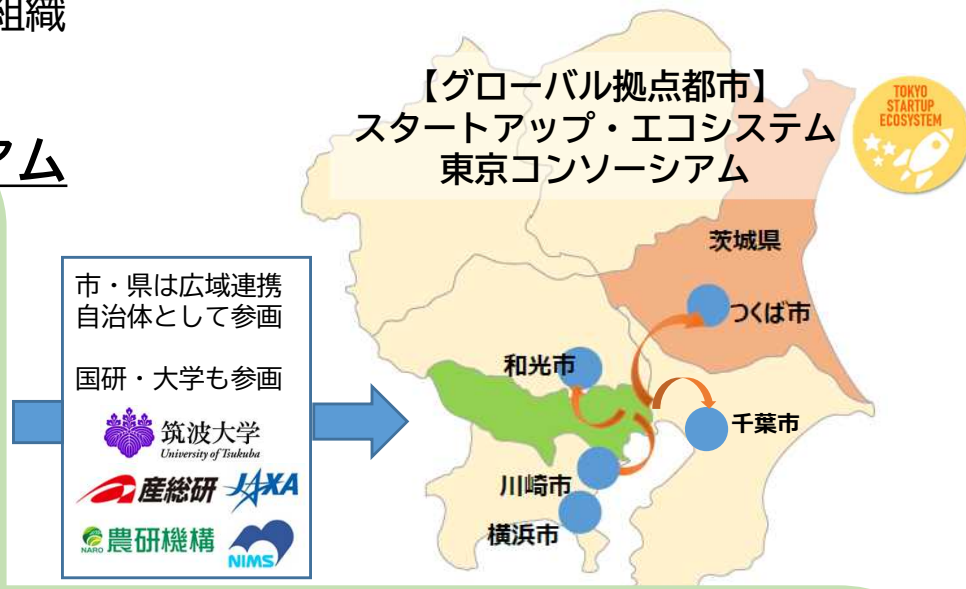 組織
アム
【グローバル拠点都市】
スタートアップ・エコシステム
東京コンソーシアム
TOKYO
STARTUP
ECOSYSTEM
市・県は広域連携
自治体として参画
国研・大学も参画
筑波大学
University of Tsukuba
産総研
JAXA
NARO
農研機構
NIMS
茨城県
つくば市
和光市
千葉市
川崎市
横浜市